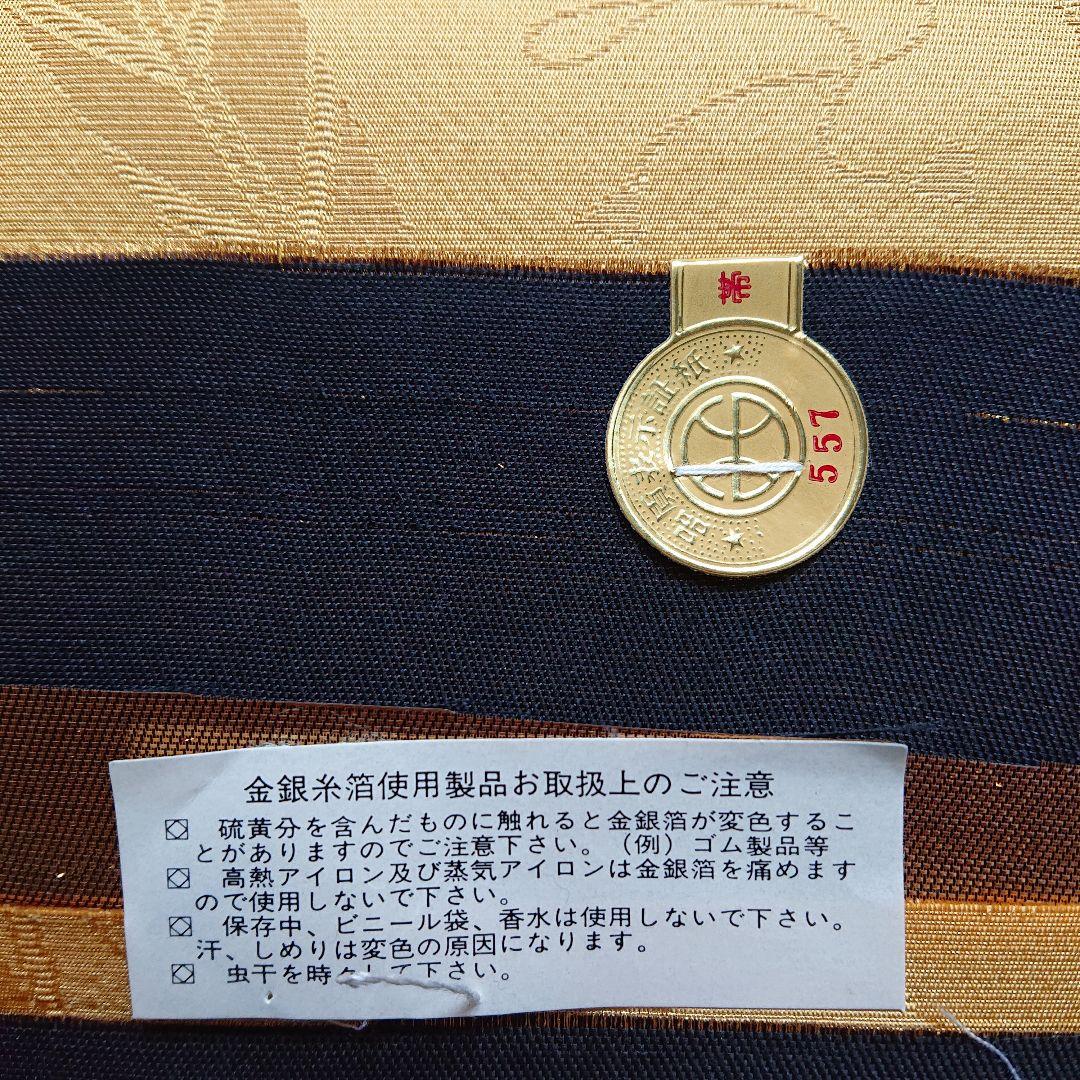 帯
品質表示証紙
557
金銀糸箔使用製品お取扱上のご注意
硫黄分を含んだものに触れると金銀箔が変色するこ
とがありますのでご注意下さい。（例）ゴム製品等
高熱アイロン及び蒸気アイロンは金銀箔を痛めます
ので使用しないで下さい。
保存中、ビニール袋、香水は使用しないで下さい。
汗、しめりは変色の原因になります。
虫干を時々して下さい。